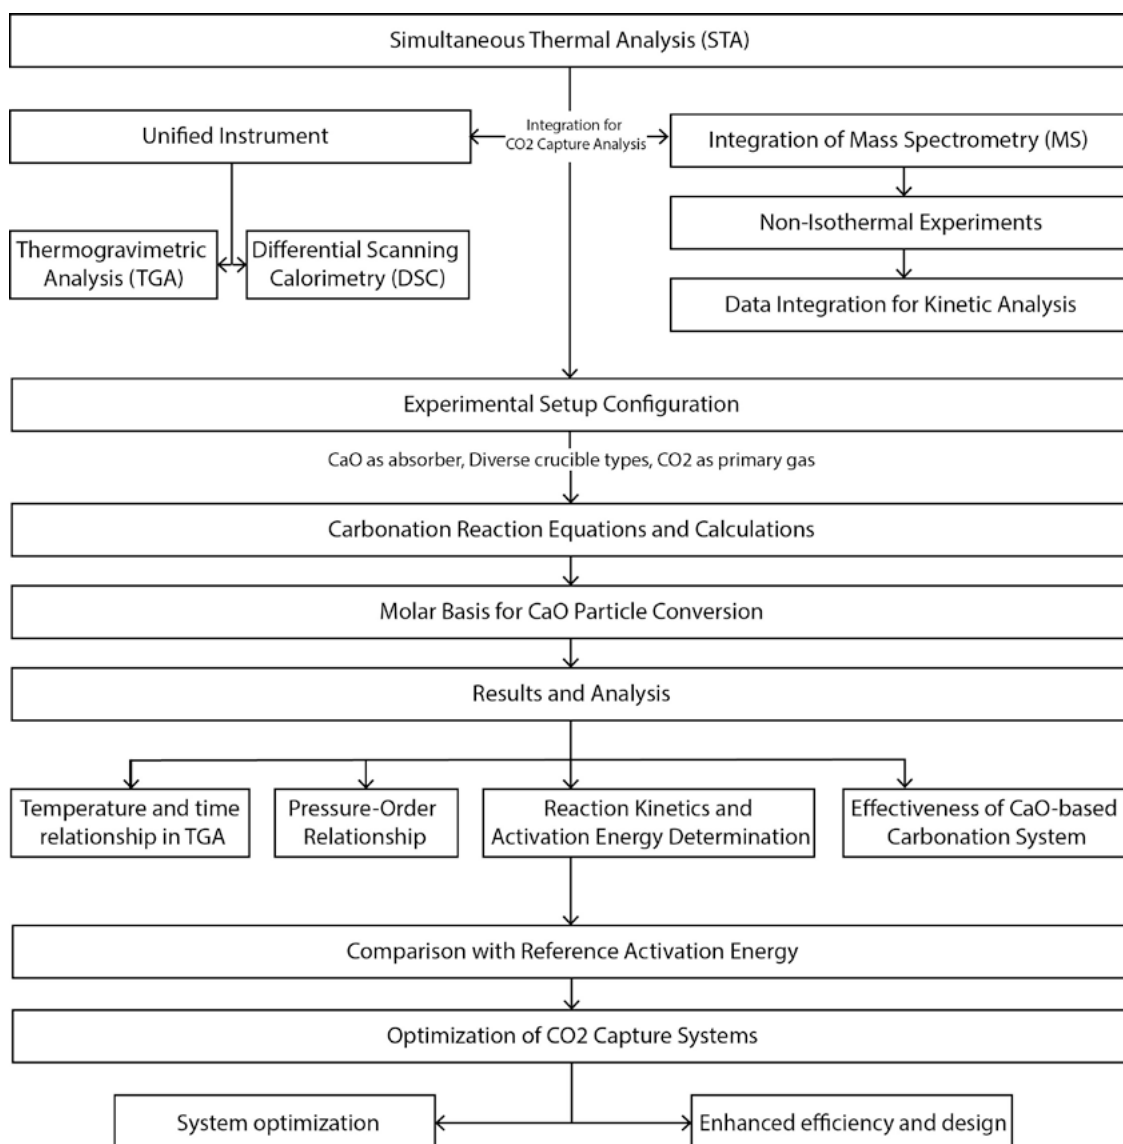 Simultaneous Thermal Analysis (STA)
Unified Instrument
Integration for
CO2 Capture Analysis
Integration of Mass Spectrometry (MS)
Non-Isothermal Experiments
Thermogravimetric
Analysis (TGA)
Differential Scanning
Calorimetry (DSC)
Data Integration for Kinetic Analysis
Experimental Setup Configuration
CaO as absorber, Diverse crucible types, CO2 as primary gas
Carbonation Reaction Equations and Calculations
Molar Basis for CaO Particle Conversion
Results and Analysis
Temperature and time
relationship in TGA
Pressure-Order
Relationship
Reaction Kinetics and
Activation Energy Determination
Effectiveness of CaO-based
Carbonation System
Comparison with Reference Activation Energy
Optimization of CO2 Capture Systems
System optimization
Enhanced efficiency and design